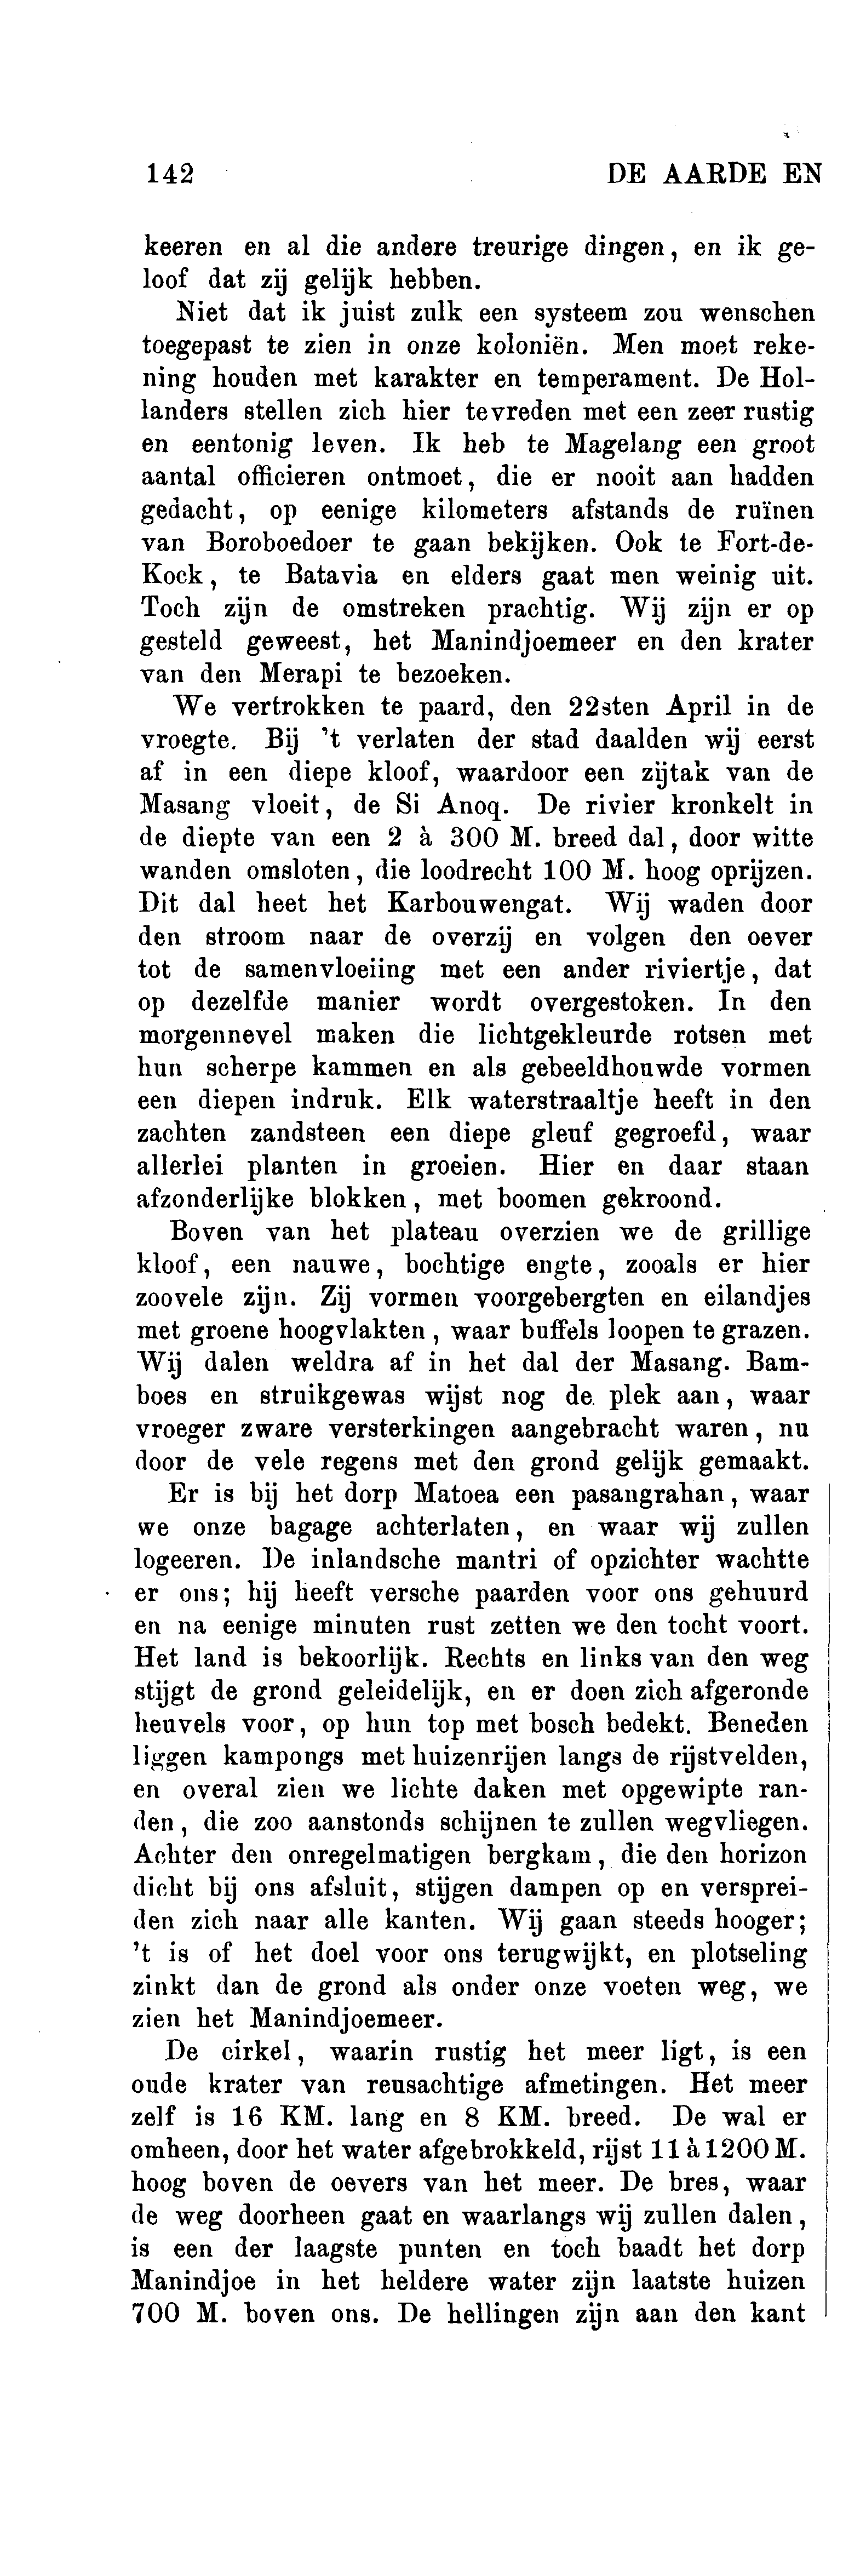 142 DE AARDE EN
keeren en al die andere treurige dingen, en ik ge-
loof dat zij gelijk hebben.
Niet dat ik juist zulk een systeem zou wenschen
toegepast te zien in onze koloniën. Men moet reke-
ning houden met karakter en temperament. De Hol-
landers stellen zich hier tevreden met een zeer rustig
en eentonig leven. Ik heb te Magelang een groot
aantal officieren ontmoet, die er nooit aan hadden
gedacht, op eenige kilometers afstands de ruïnen
van Boroboedoer te gaan bekijken. Ook te Fort-de-
Kock, te Batavia en elders gaat men weinig uit.
Toch zijn de omstreken prachtig. Wij zijn er op
gesteld geweest, het Manindjoemeer en den krater
van den Merapi te bezoeken.
We vertrokken te paard, den 22sten April in de
vroegte. Bij 't verlaten der stad daalden wij eerst
af in een diepe kloof, waardoor een zijtak van de
Masang vloeit, de Si Anoq. De rivier kronkelt in
de diepte van een 2 à 300 M. breed dal, door witte
wanden omsloten, die loodrecht 100 M. hoog oprijzen.
Dit dal heet het Karbouwengat. Wij waden door
den stroom naar de overzij en volgen den oever
tot de samenvloeiing met een ander riviertje, dat
op dezelfde manier wordt overgestoken. In den
morgennevel maken die lichtgekleurde rotsen met
hun scherpe kammen en als gebeeldhouwde vormen
een diepen indruk. Elk waterstraaltje heeft in den
zachten zandsteen een diepe gleuf gegroefd, waar
allerlei planten in groeien. Hier en daar staan
afzonderlijke blokken, met boomen gekroond.
Boven van het plateau overzien we de grillige
kloof, een nauwe, bochtige engte, zooals er hier
zoovele zijn. Zij vormen voorgebergten en eilandjes
met groene hoogvlakten, waar buffels loopen te grazen.
Wij dalen weldra af in het dal der Masang. Bam-
boes en struikgewas wijst nog de plek aan, waar
vroeger zware versterkingen aangebracht waren, nu
door de vele regens met den grond gelijk gemaakt.
Er is bij het dorp Matoea een pasangrahan, waar
we onze bagage achterlaten, en waar wij zullen
logeeren. De inlandsche mantri of opzichter wachtte
er ons; hij heeft versche paarden voor ons gehuurd
en na eenige minuten rust zetten we den tocht voort.
Het land is bekoorlijk. Rechts en links van den weg
stijgt de grond geleidelijk, en er doen zich afgeronde
heuvels voor, op hun top met bosch bedekt. Beneden
liggen kampongs met huizenrijen langs de rijstvelden,
en overal zien we lichte daken met opgewipte ran-
den, die zoo aanstonds schijnen te zullen wegvliegen.
Achter den onregelmatigen bergkam, die den horizon
dicht bij ons afsluit, stijgen dampen op en versprei-
den zich naar alle kanten. Wij gaan steeds hooger;
't is of het doel voor ons terugwijkt, en plotseling
zinkt dan de grond als onder onze voeten weg, we
zien het Manindjoemeer.
De cirkel, waarin rustig het meer ligt, is een
oude krater van reusachtige afmetingen. Het meer
zelf is 16 KM. lang en 8 KM. breed. De wal er
omheen, door het water afgebrokkeld, rijst 11 à 1200 M.
hoog boven de oevers van het meer. De bres, waar
de weg doorheen gaat en waarlangs wij zullen dalen,
is een der laagste punten en toch baadt het dorp
Manindjoe in het heldere water zijn laatste huizen
700 M. boven ons. De hellingen zijn aan den kant